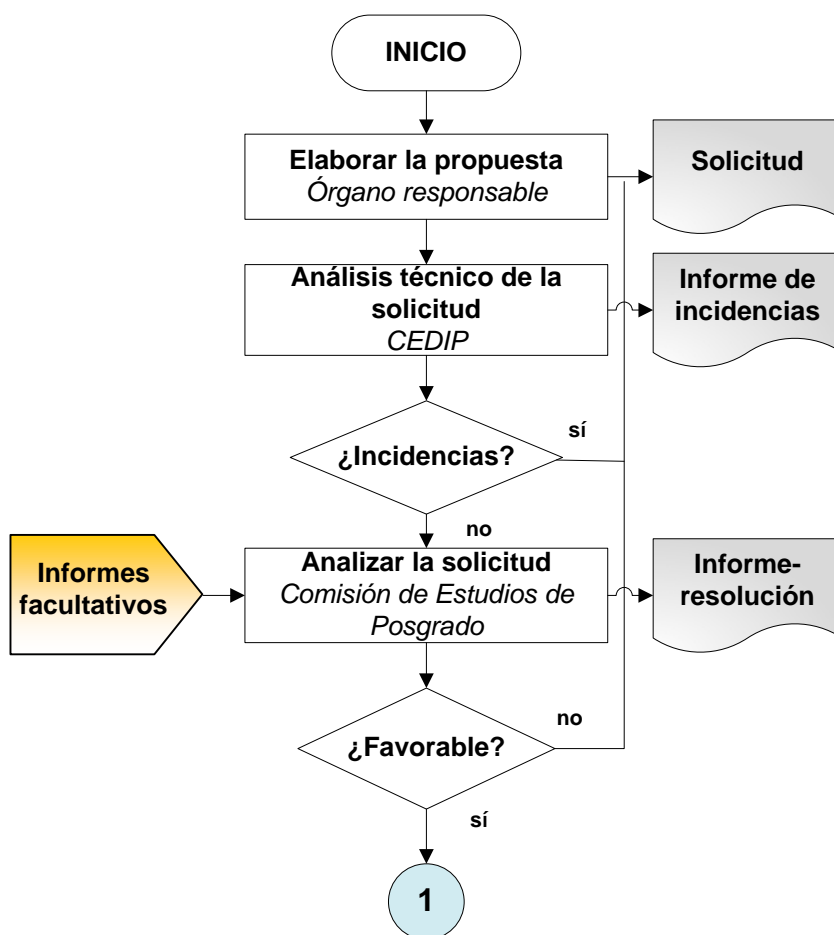 INICIO
Elaborar la propuesta
Órgano responsable
Solicitud
Análisis técnico de la
solicitud
CEDIP
Informe de
incidencias
¿Incidencias?
sí
no
Informes
facultativos
Analizar la solicitud
Comisión de Estudios de
Posgrado
Informe-
resolución
¿Favorable?
no
sí
1